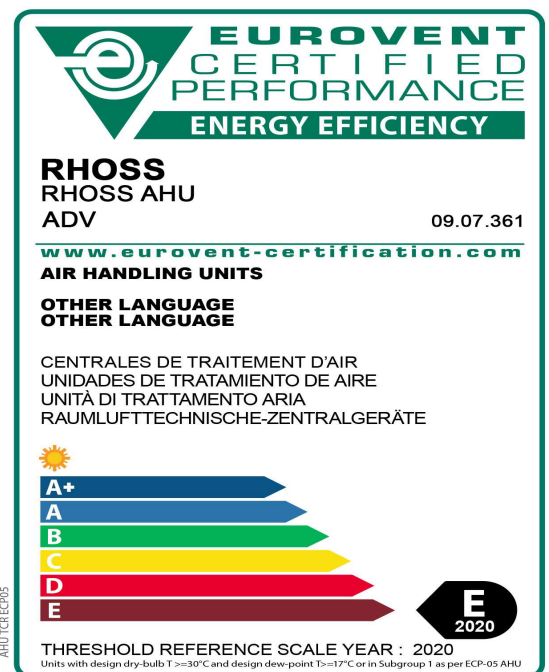 EUROVENT
CERTIFIED
PERFORMANCE
ENERGY EFFICIENCY
RHOSS
RHOSS AHU
ADV 09.07.361
www.eurovent-certification.com
AIR HANDLING UNITS
OTHER LANGUAGE
OTHER LANGUAGE
CENTRALES DE TRAITEMENT D'AIR
UNIDADES DE TRATAMIENTO DE AIRE
UNITÀ DI TRATTAMENTO ARIA
RAUMLUFTTECHNISCHE-ZENTRALGERÄTE
A+
A
B
C
D
E
E
2020
THRESHOLD REFERENCE SCALE YEAR : 2020
Units with design dry-bulb T >=30°C and design dew-point T>=17°C or in Subgroup 1 as per ECP-05 AHU
AHU TCR ECP05